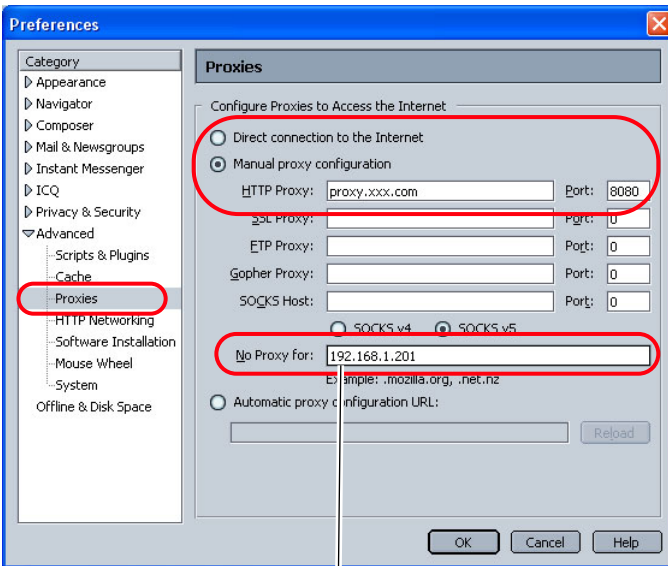 Preferences
Category
Appearance
Navigator
Composer
Mail & Newsgroups
Instant Messenger
ICQ
Privacy & Security
Advanced
Scripts & Plugins
Cache
Proxies
HTTP Networking
Software Installation
Mouse Wheel
System
Offline & Disk Space
Proxies
Configure Proxies to Access the Internet
Direct connection to the Internet
Manual proxy configuration
HTTP Proxy: proxy.xxx.com Port: 8080
SSL Proxy: Port: 0
FTP Proxy: Port: 0
Gopher Proxy: Port: 0
SOCKS Host: Port: 0
SOCKS v4 SOCKS v5
No Proxy for: 192.168.1.201
Example: .mozilla.org, .net.nz
Automatic proxy configuration URL:
Reload
OK Cancel Help